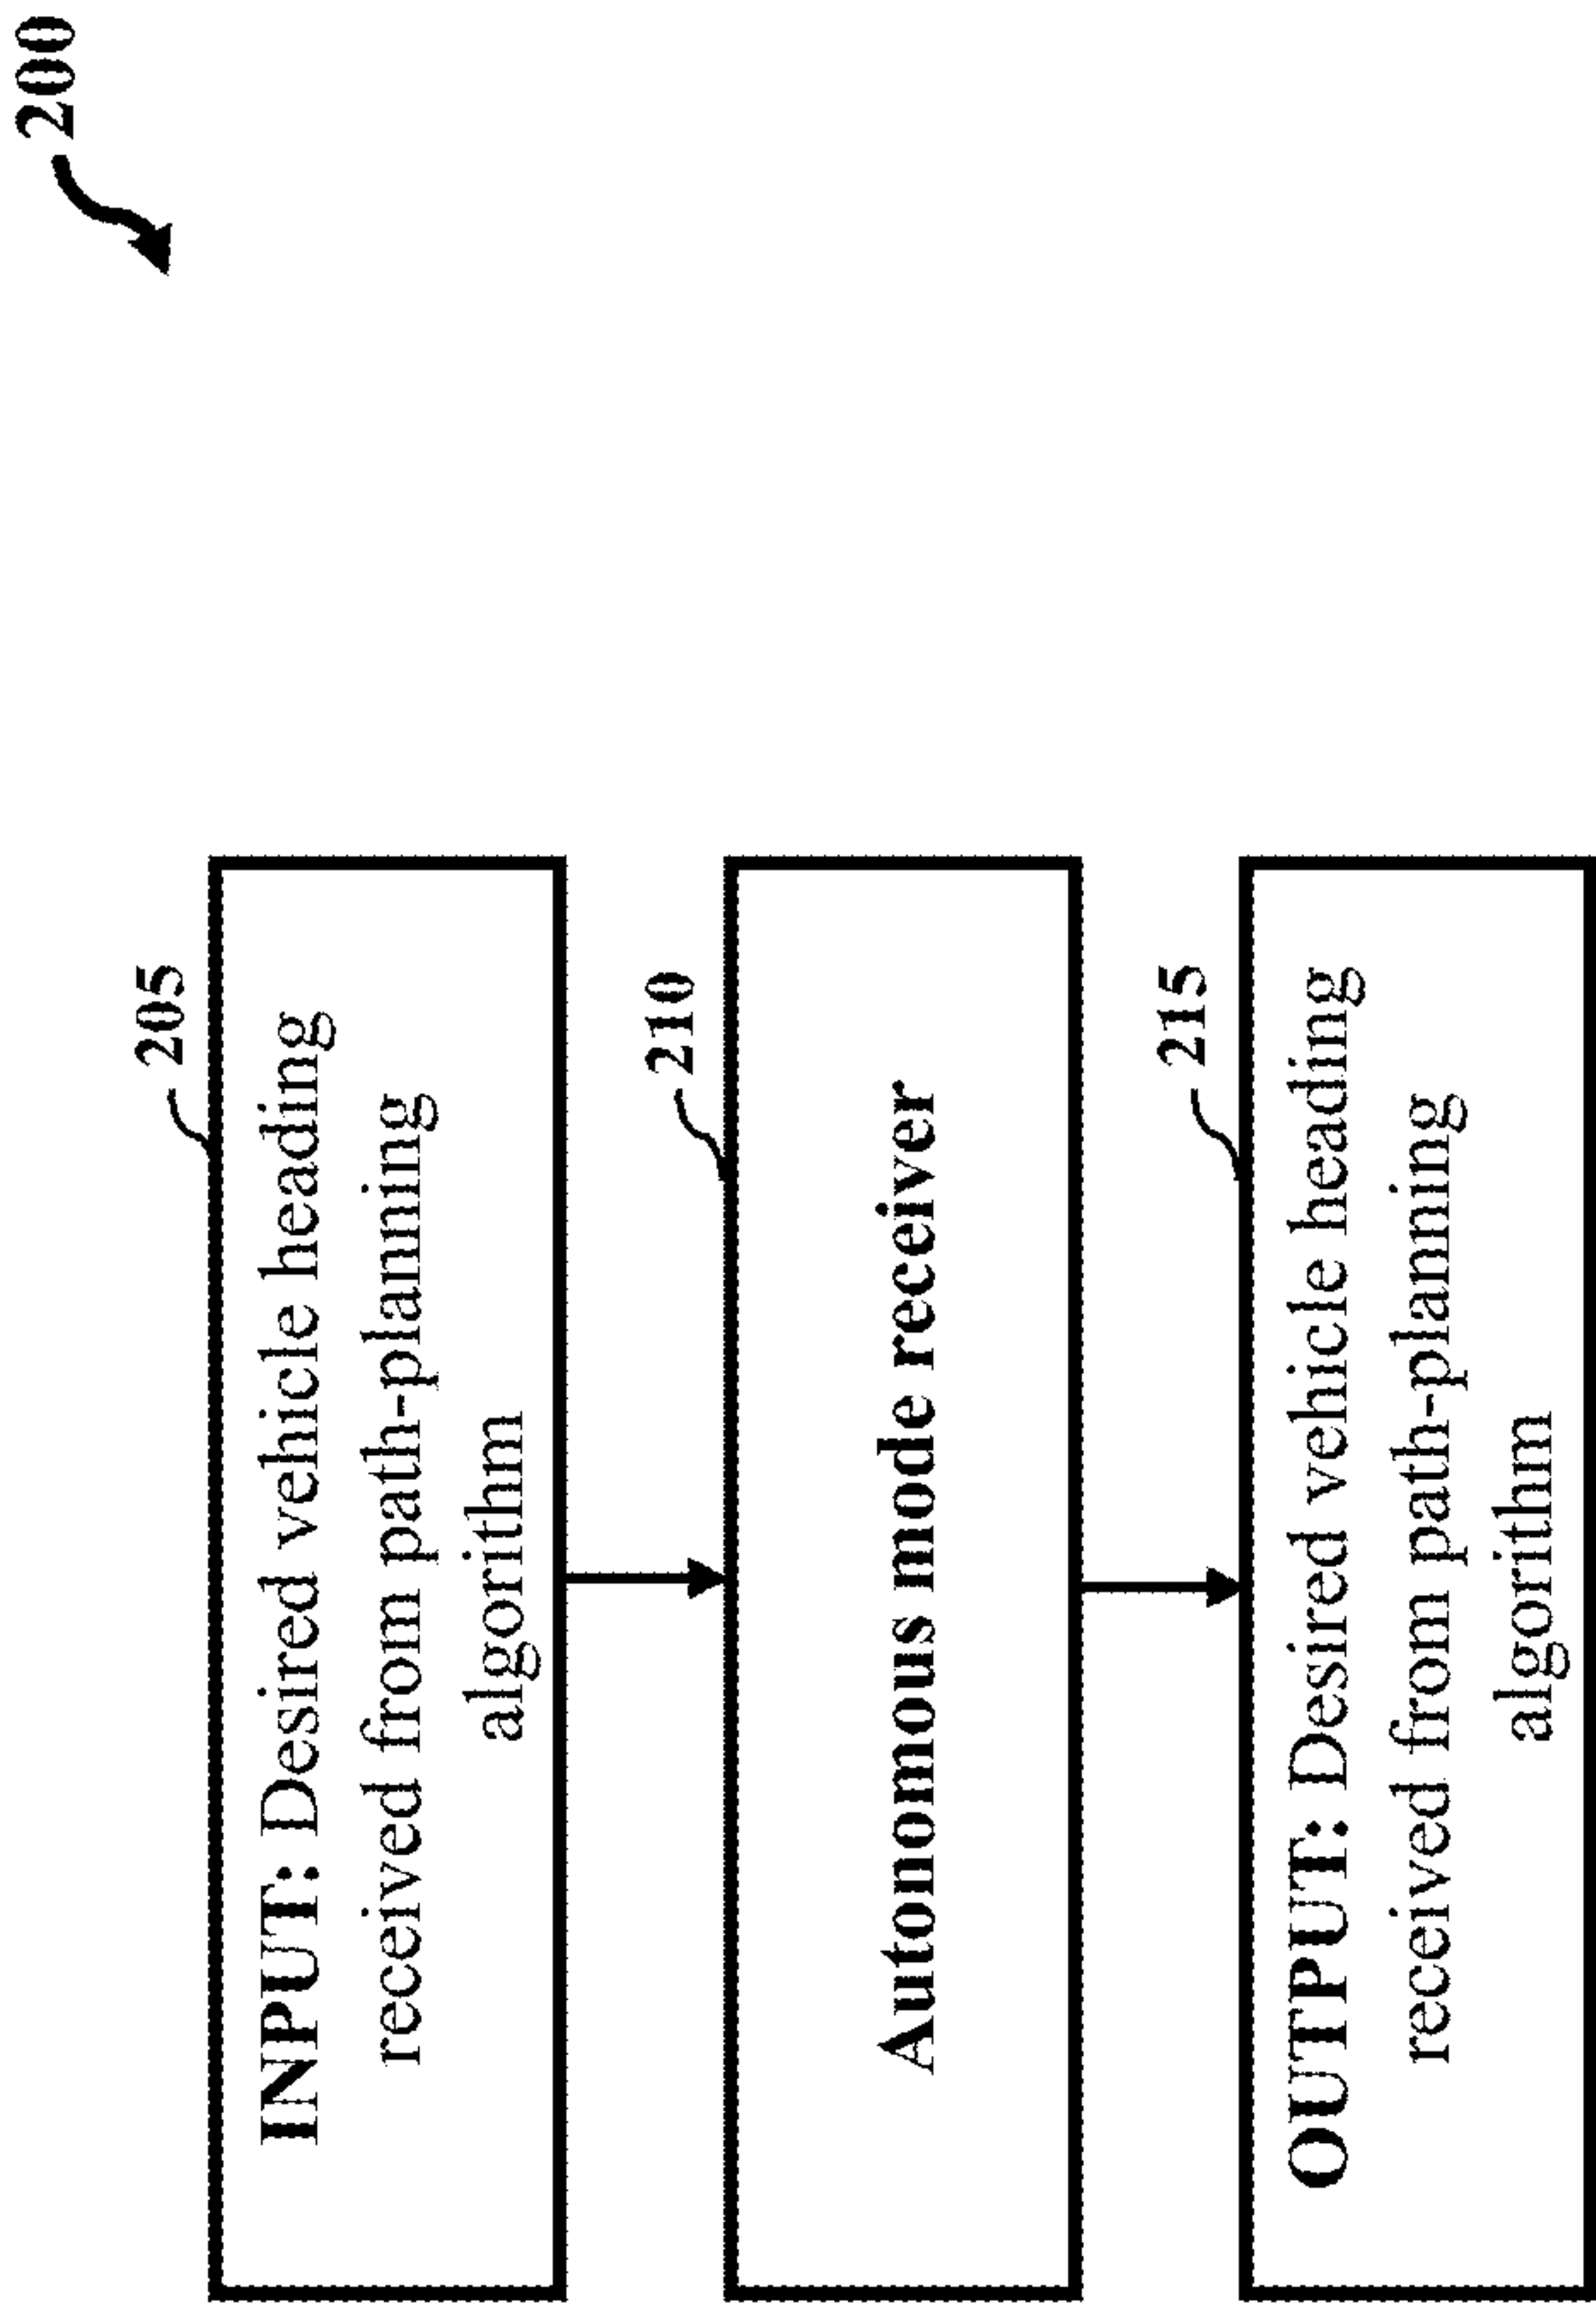 200
205
INPUT: Desired vehicle heading
received from path-planning
algorithm
210
Autonomous mode receiver
215
OUTPUT: Desired vehicle heading
received from path-planning
algorithm